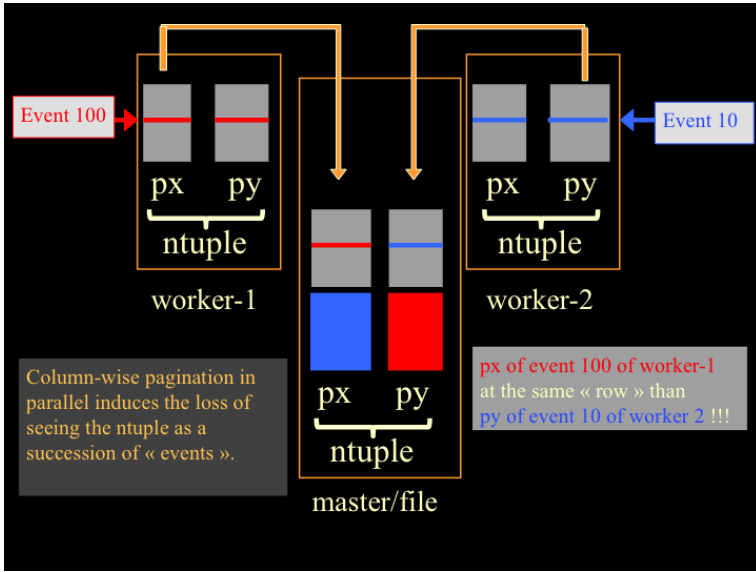 Event 100
px py
ntuple
worker-1
px py
ntuple
master/file
px py
ntuple
worker-2
Event 10
Column-wise pagination in
parallel induces the loss of
seeing the ntuple as a
succession of « events ».
px of event 100 of worker-1
at the same « row » than
py of event 10 of worker 2 !!!